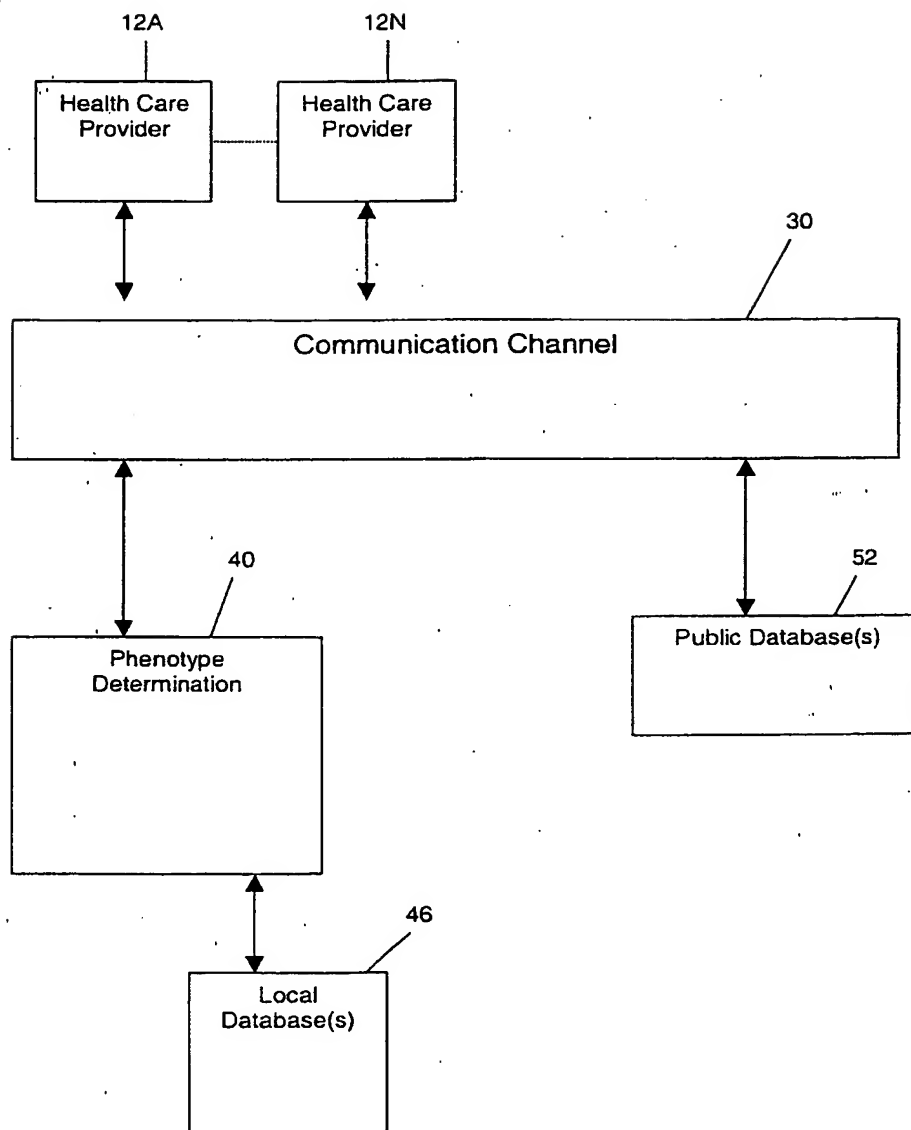 12A
12N
Health Care
Provider
Health Care
Provider
30
Communication Channel
40
52
Phenotype
Determination
Public Database(s)
46
Local
Database(s)